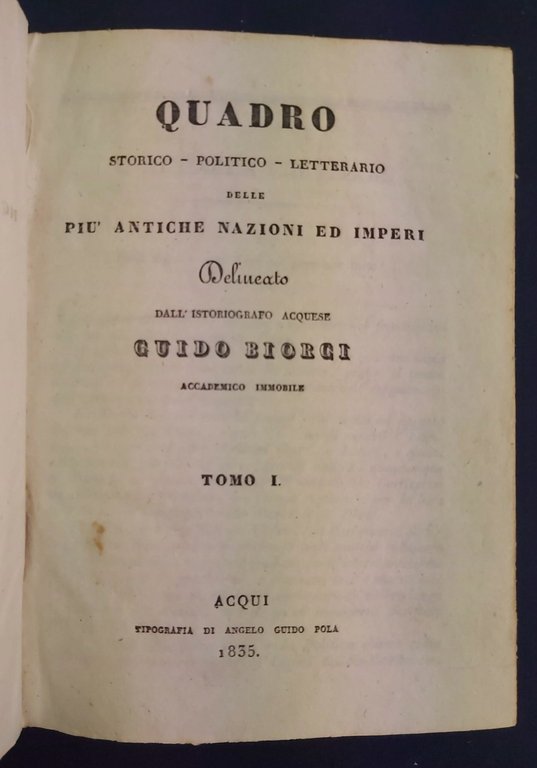 QUADRO
STORICO - POLITICO - LETTERARIO
DELLE
PIU' ANTICHE NAZIONI ED IMPERI
Delineato
DALL' ISTORIOGRAFO ACQUESE
GUIDO BIORCI
ACCADEMICO IMMOBILE
TOMO I.
ACQUI
TIPOGRAFIA DI ANGELO GUIDO POLA
1835.